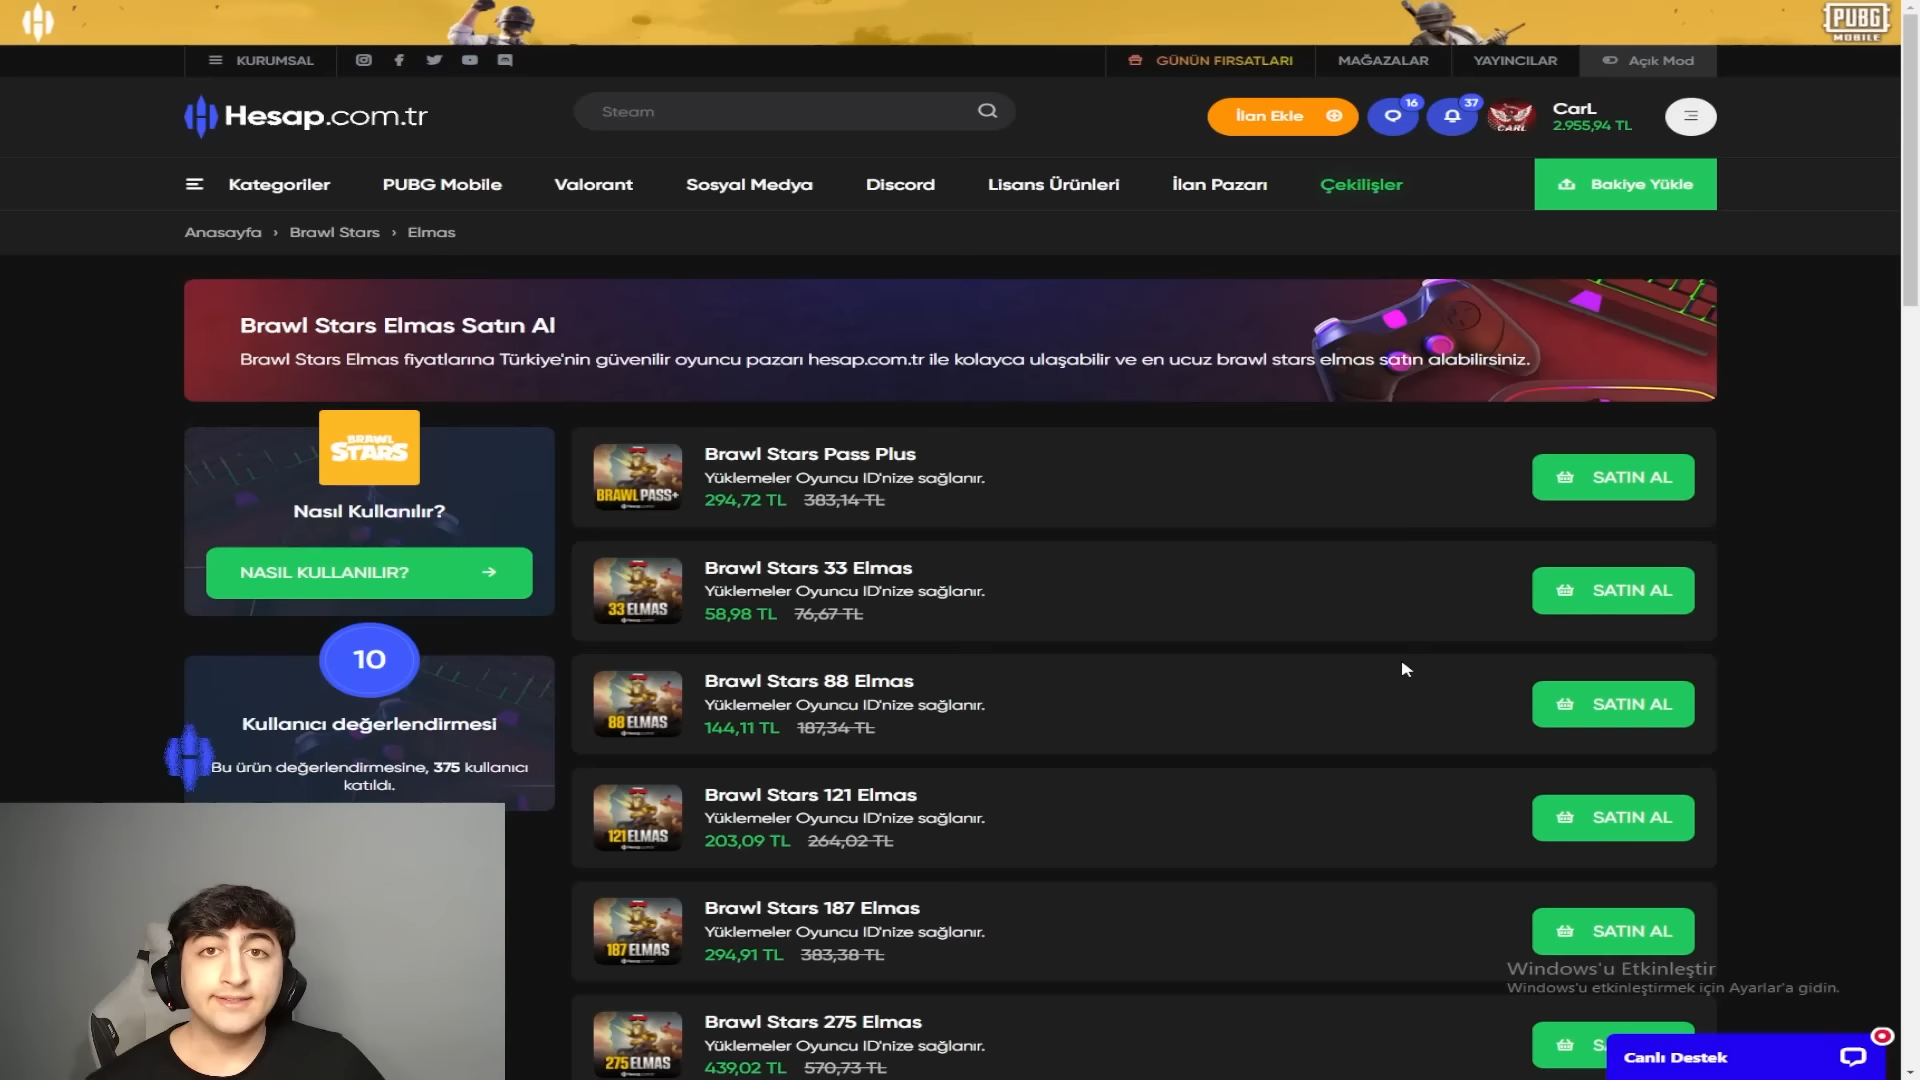 PUBG
MOBILE
KURUMSAL
GÜNÜN FIRSATLARI
MAĞAZALAR
YAYINCILAR
Açık Mod
Hesap.com.tr
Steam
İlan Ekle
16
37
CARL
CarL
2.955,94 TL
Kategoriler
PUBG Mobile
Valorant
Sosyal Medya
Discord
Lisans Ürünleri
İlan Pazarı
Çekilişler
Bakiye Yükle
Anasayfa › Brawl Stars › Elmas
Brawl Stars Elmas Satın Al
Brawl Stars Elmas fiyatlarına Türkiye'nin güvenilir oyuncu pazarı hesap.com.tr ile kolayca ulaşabilir ve en ucuz brawl stars elmas satın alabilirsiniz.
BRAWL
STARS
Nasıl Kullanılır?
NASIL KULLANILIR?
10
Kullanıcı değerlendirmesi
Bu ürün değerlendirmesine, 375 kullanıcı
katıldı.
BRAWL PASS+
Brawl Stars Pass Plus
Yüklemeler Oyuncu ID'nize sağlanır.
294,72 TL 383,14 TL
SATIN AL
33 ELMAS
Brawl Stars 33 Elmas
Yüklemeler Oyuncu ID'nize sağlanır.
58,98 TL 76,67 TL
SATIN AL
88 ELMAS
Brawl Stars 88 Elmas
Yüklemeler Oyuncu ID'nize sağlanır.
144,11 TL 187,34 TL
SATIN AL
121 ELMAS
Brawl Stars 121 Elmas
Yüklemeler Oyuncu ID'nize sağlanır.
203,09 TL 264,02 TL
SATIN AL
187 ELMAS
Brawl Stars 187 Elmas
Yüklemeler Oyuncu ID'nize sağlanır.
294,91 TL 383,38 TL
SATIN AL
Windows'u Etkinleştir
Windows'u etkinleştirmek için Ayarlar'a gidin.
275 ELMAS
Brawl Stars 275 Elmas
Yüklemeler Oyuncu ID'nize sağlanır.
439,02 TL 570,73 TL
Canlı Destek